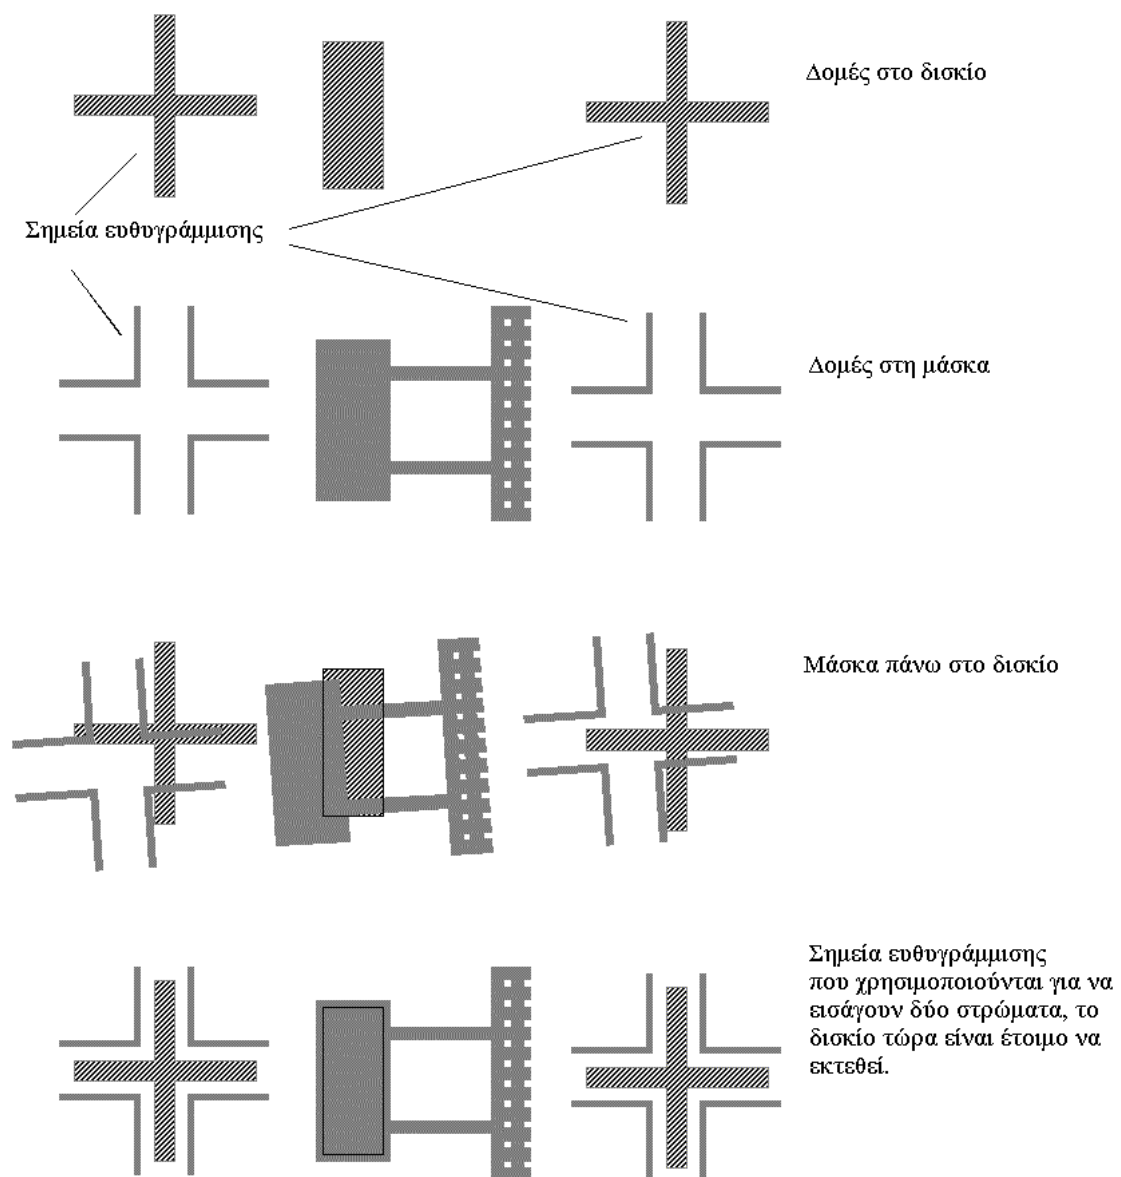 Δομές στο δισκίο
Σημεία ευθυγράμμισης
Δομές στη μάσκα
Μάσκα πάνω στο δισκίο
Σημεία ευθυγράμμισης
που χρησιμοποιούνται για να
εισάγουν δύο στρώματα, το
δισκίο τώρα είναι έτοιμο να
εκτεθεί.